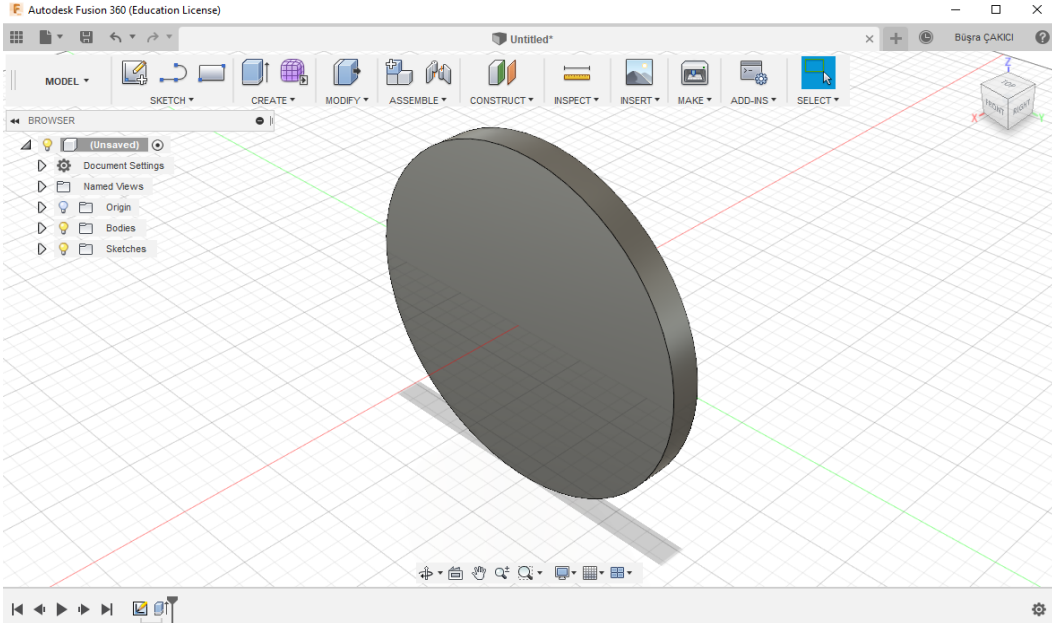 Autodesk Fusion 360 (Education License)
Untitled*
Büşra ÇAKICI
MODEL
SKETCH
CREATE
MODIFY
ASSEMBLE
CONSTRUCT
INSPECT
INSERT
MAKE
ADD-INS
SELECT
BROWSER
(Unsaved)
Document Settings
Named Views
Origin
Bodies
Sketches
Z
TOP
FRONT
RIGHT
X
Y